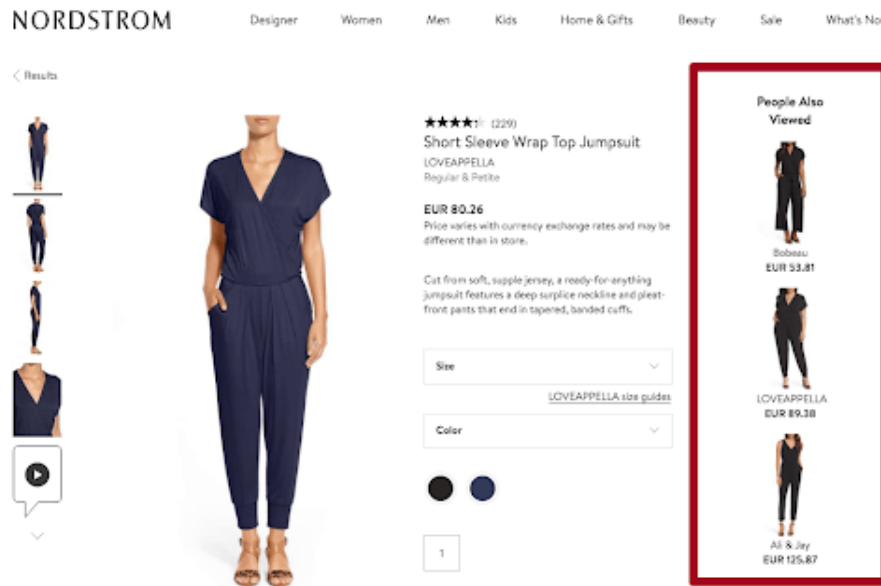 NORDSTROM
Designer Women Men Kids Home & Gifts Beauty Sale What's No
Results
(229)
Short Sleeve Wrap Top Jumpsuit
LOVEAPPELLA
Regular & Petite
EUR 80.26
Price varies with currency exchange rates and may be
different than in store.
Cut from soft, supple jersey, a ready-for-anything
jumpsuit features a deep surplice neckline and pleat-
front pants that end in tapered, banded cuffs.
Size
LOVEAPPELLA size guides
Color
1
People Also
Viewed
Bobeau
EUR 53.81
LOVEAPPELLA
EUR 89.38
Ali & Jay
EUR 125.87